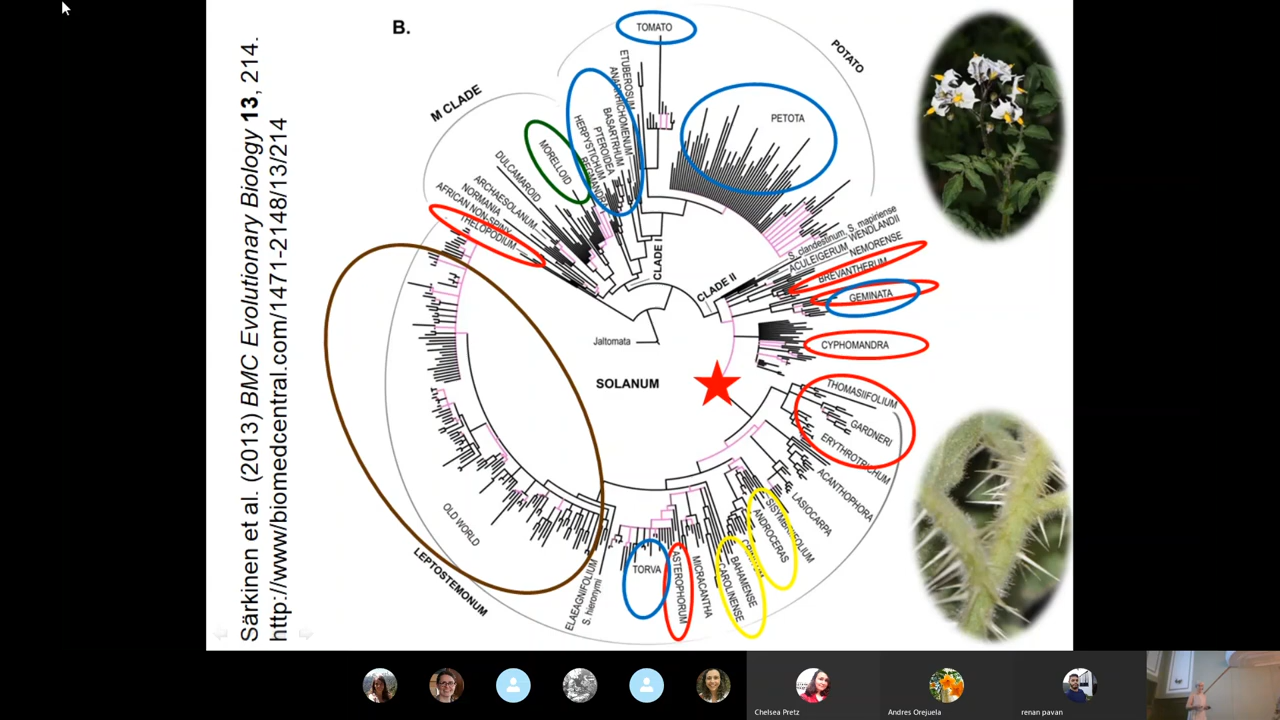 Särkinen et al. (2013) BMC Evolutionary Biology 13, 214.
http://www/biomedcentral.com/1471-2148/13/214
B.
TOMATO
POTATO
M CLADE
ETUBEROSUM
ANARRHICHOMENUM
BASARTHRUM
PTEROIDEA
HERPYSTICHUM
PETOTA
MORELLOID
DULCAMAROID
ARCHAESOLANUM
NORMANIA
AFRICAN NON-SPINY
THELOPODIUM
CLADE I
CLADE II
S. clandestinum, S. mapiriense
WENDLANDII
ACULEIGERUM
NEMORENSE
BREVANTHERUM
GEMINATA
Jaltomata
CYPHOMANDRA
SOLANUM
THOMASIIFOLIUM
GARDNERI
ERYTHROTRICHUM
ACANTHOPHORA
LASIOCARPA
SISYMBRIIFOLIUM
ANDROCERAS
BAHAMENSE
CAROLINENSE
MICRACANTHA
ASTEROPHORUM
TORVA
S. hieronymi
ELAEAGNIFOLIUM
OLD WORLD
LEPTOSTEMONUM
Chelsea Pretz
Andres Orejuela
renan pavan